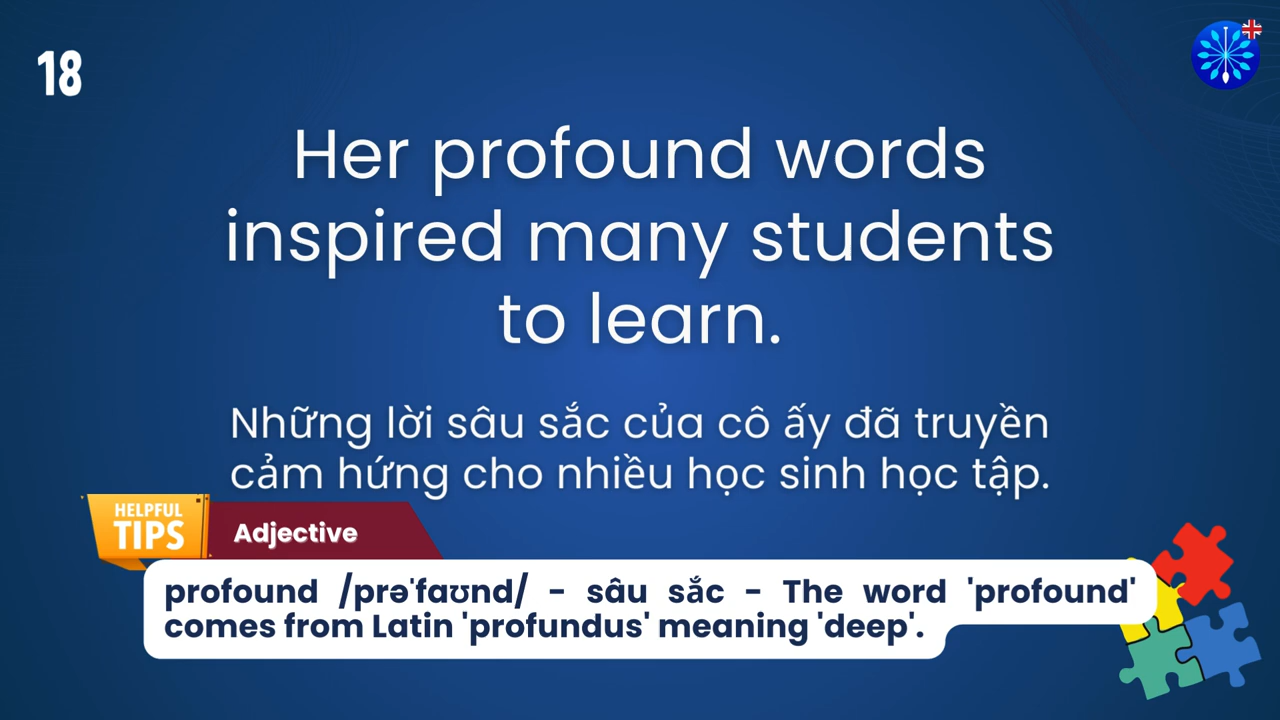 18
Her profound words
inspired many students
to learn.
Những lời sâu sắc của cô ấy đã truyền
cảm hứng cho nhiều học sinh học tập.
HELPFUL
TIPS
Adjective
profound /prəˈfaʊnd/ - sâu sắc - The word 'profound'
comes from Latin 'profundus' meaning 'deep'.